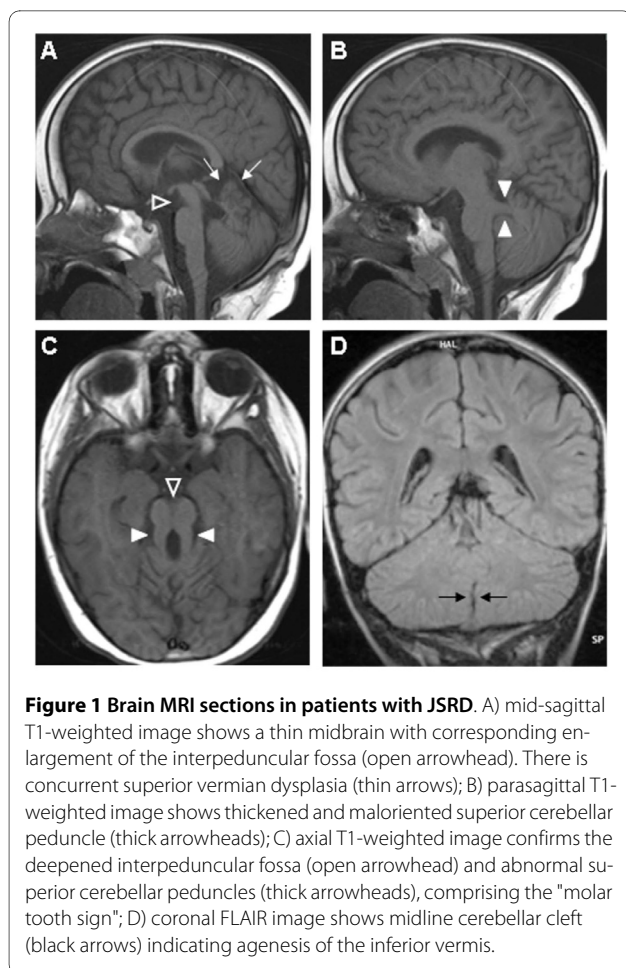 A
B
C
D
HAL
SP
Figure 1 Brain MRI sections in patients with JSRD. A) mid-sagittal
T1-weighted image shows a thin midbrain with corresponding en-
largement of the interpeduncular fossa (open arrowhead). There is
concurrent superior vermian dysplasia (thin arrows); B) parasagittal T1-
weighted image shows thickened and maloriented superior cerebellar
peduncle (thick arrowheads); C) axial T1-weighted image confirms the
deepened interpeduncular fossa (open arrowhead) and abnormal su-
perior cerebellar peduncles (thick arrowheads), comprising the "molar
tooth sign"; D) coronal FLAIR image shows midline cerebellar cleft
(black arrows) indicating agenesis of the inferior vermis.